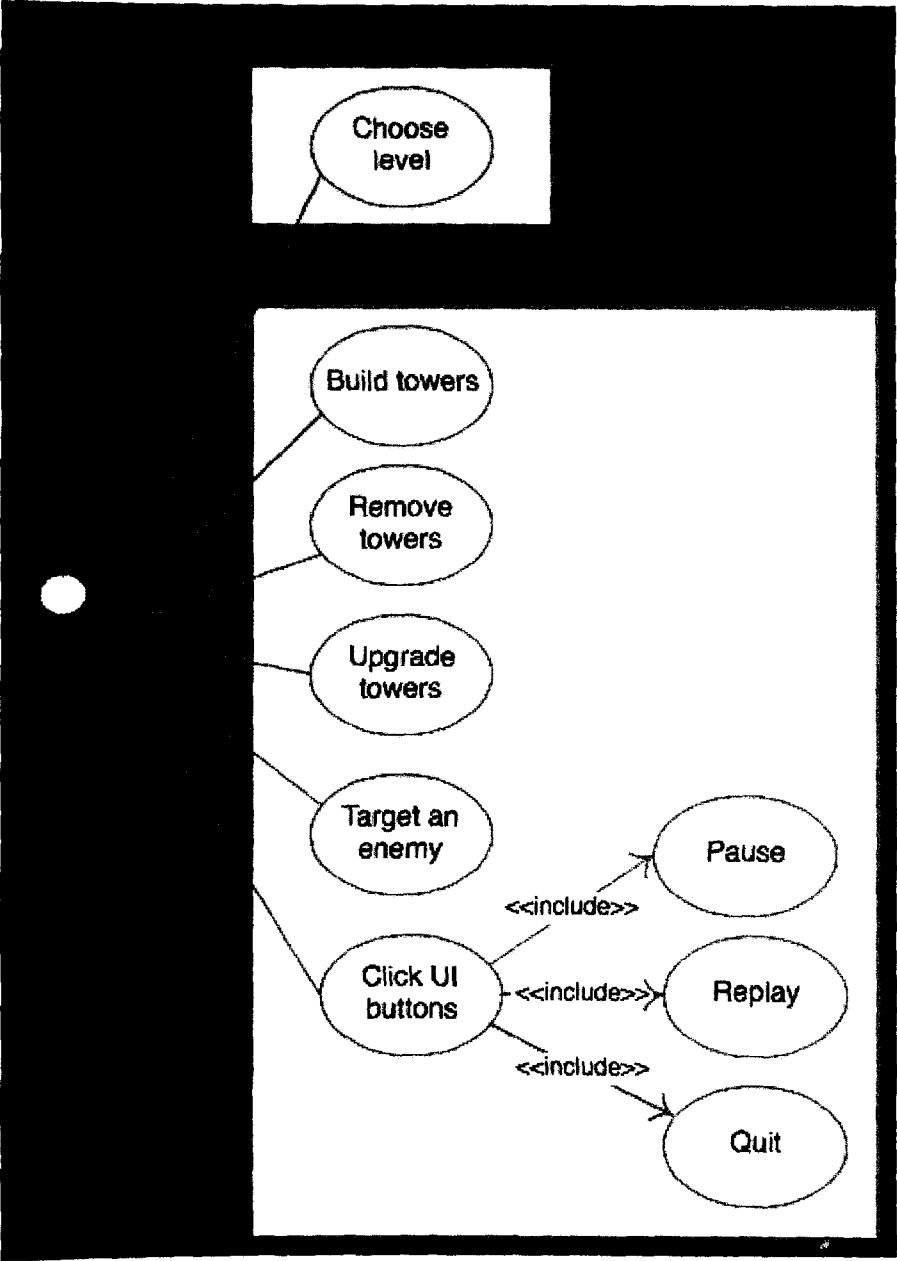 Choose
level
Build towers
Remove
towers
Upgrade
towers
Target an
enemy
Pause
<<include>>
Click UI
buttons
<<include>>
Replay
<<include>>
Quit